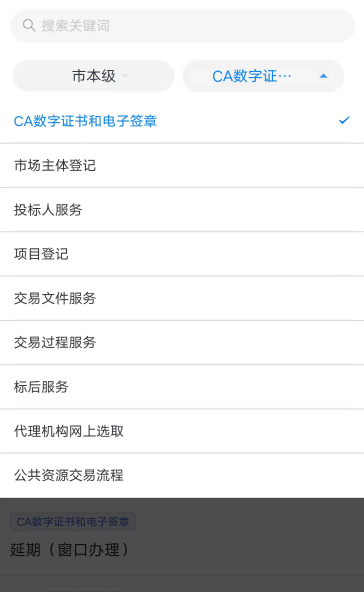 搜索关键词
市本级
CA数字证…
CA数字证书和电子签章
市场主体登记
投标人服务
项目登记
交易文件服务
交易过程服务
标后服务
代理机构网上选取
公共资源交易流程
CA数字证书和电子签章
延期（窗口办理）